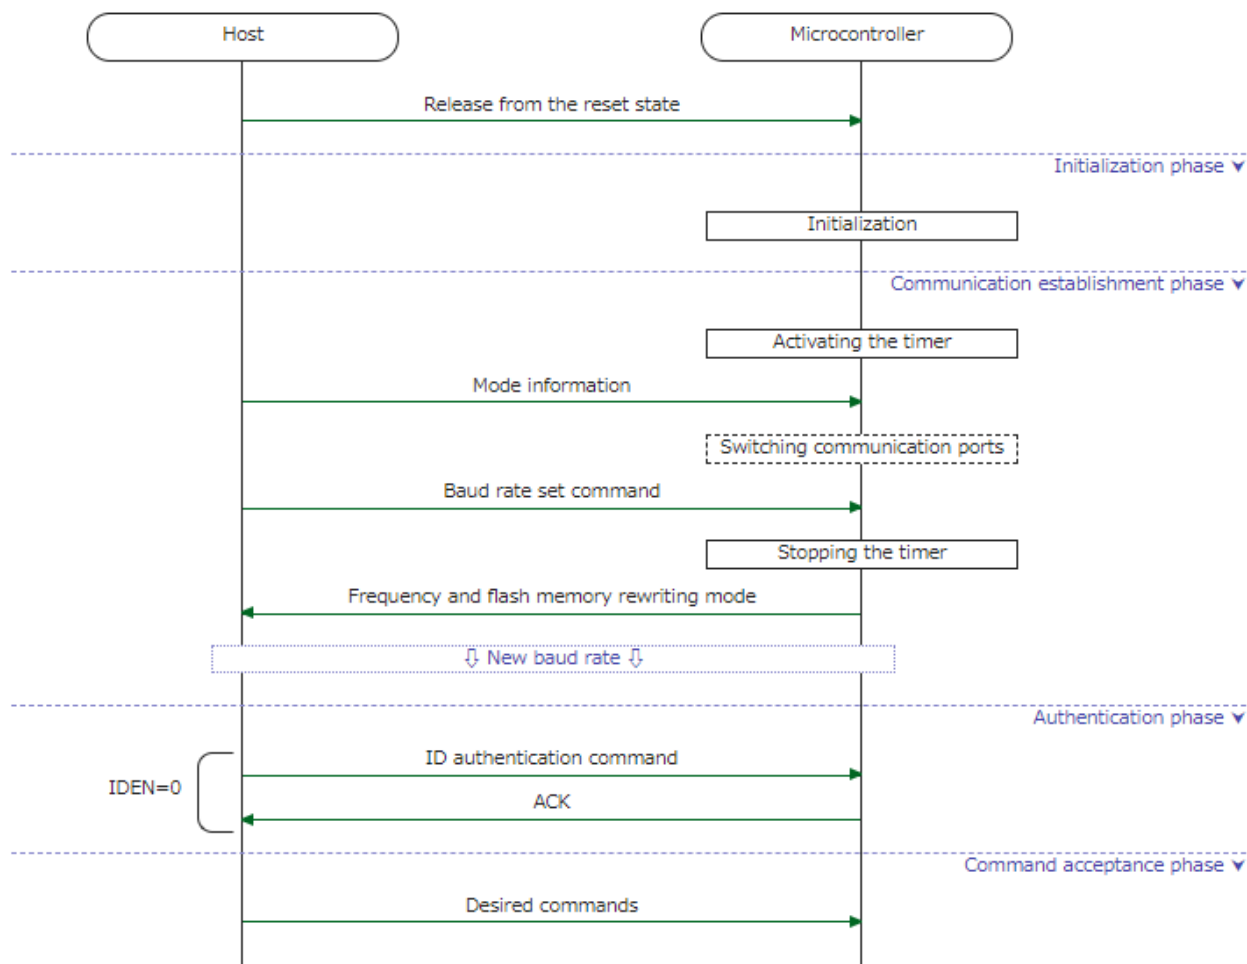 Host
Microcontroller
Release from the reset state
Initialization phase
Initialization
Communication establishment phase
Activating the timer
Mode information
Switching communication ports
Baud rate set command
Stopping the timer
Frequency and flash memory rewriting mode
⇩ New baud rate ⇩
Authentication phase
ID authentication command
IDEN=0
ACK
Command acceptance phase
Desired commands